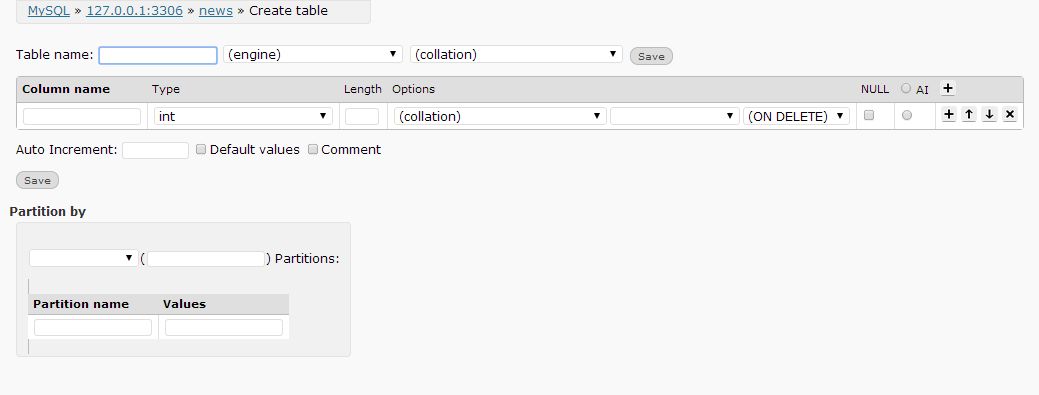 MySQL » 127.0.0.1:3306 » news » Create table
Table name: (engine) (collation) Save
Column name Type Length Options NULL AI +
int (collation) (ON DELETE) + ↑ ↓ ×
Auto Increment: Default values Comment
Save
Partition by
( ) Partitions:
Partition name Values